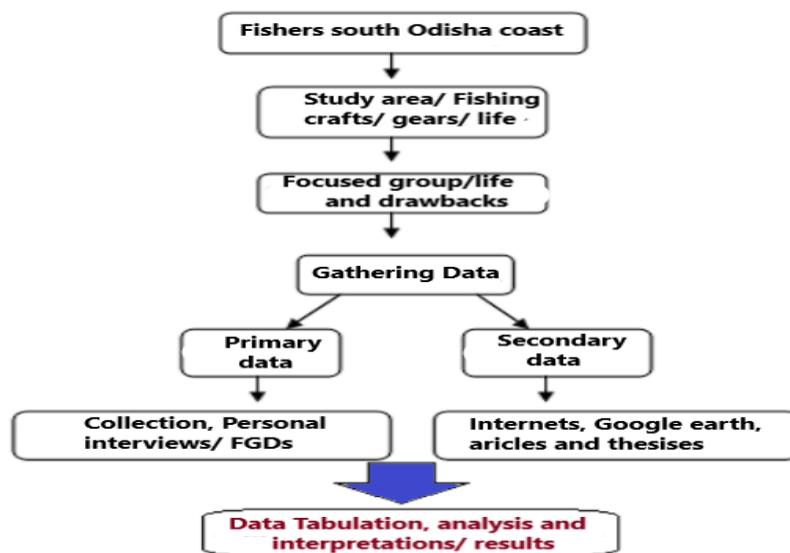 Fishers south Odisha coast
Study area/ Fishing
crafts/ gears/ life
Focused group/life
and drawbacks
Gathering Data
Primary
data
Secondary
data
Collection, Personal
interviews/ FGDs
Internets, Google earth,
aricles and thesises
Data Tabulation, analysis and
interpretations/ results